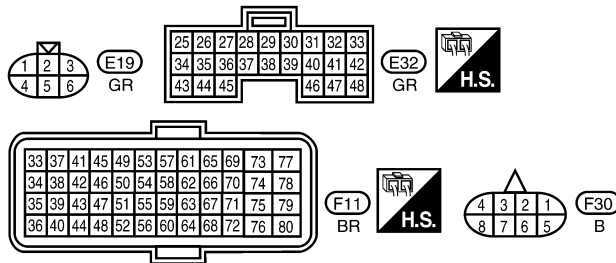 1 2 3
4 5 6
E19
GR
25 26 27 28 29 30 31 32 33
34 35 36 37 38 39 40 41 42
43 44 45 46 47 48
E32
GR
H.S.
33 37 41 45 49 53 57 61 65 69 73 77
34 38 42 46 50 54 58 62 66 70 74 78
35 39 43 47 51 55 59 63 67 71 75 79
36 40 44 48 52 56 60 64 68 72 76 80
F11
BR
H.S.
4 3 2 1
8 7 6 5
F30
B